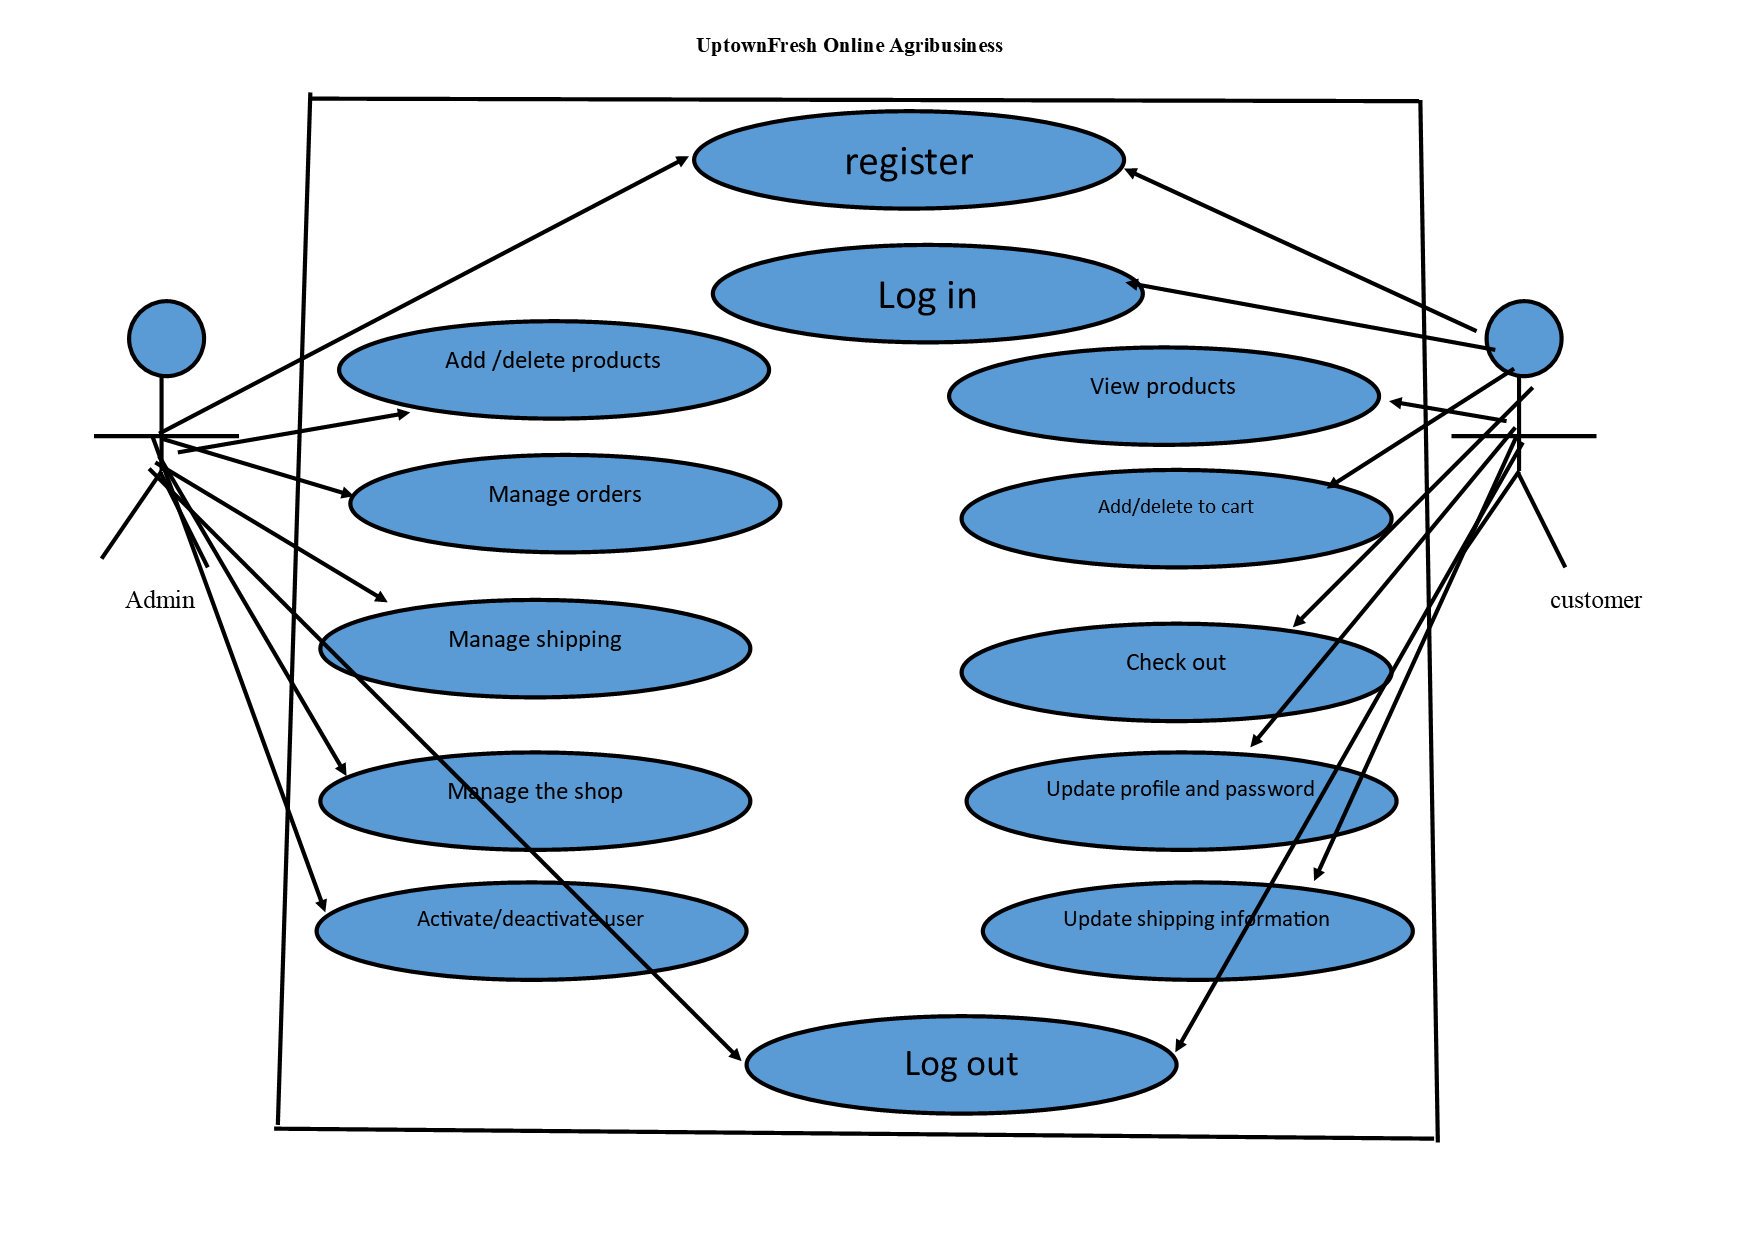 UptownFresh Online Agribusiness
register
Log in
Add /delete products
View products
Manage orders
Add/delete to cart
Admin
customer
Manage shipping
Check out
Manage the shop
Update profile and password
Activate/deactivate user
Update shipping information
Log out